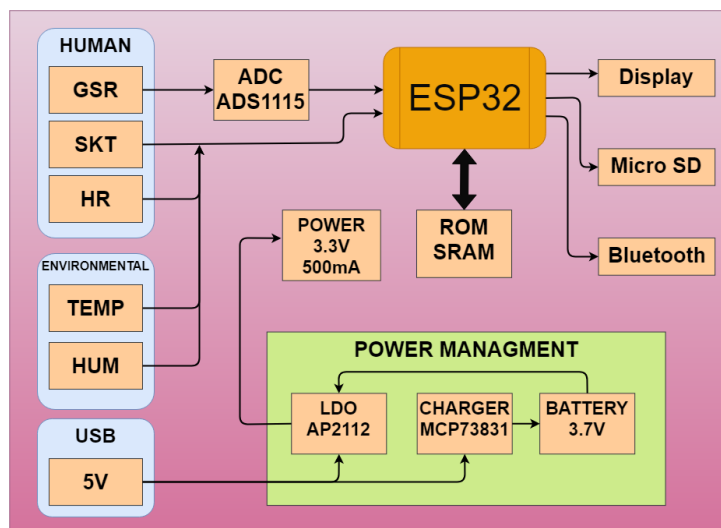 HUMAN
GSR
SKT
HR
ADC
ADS1115
ESP32
Display
Micro SD
Bluetooth
ROM
SRAM
POWER
3.3V
500mA
ENVIRONMENTAL
TEMP
HUM
USB
5V
POWER MANAGMENT
LDO
AP2112
CHARGER
MCP73831
BATTERY
3.7V